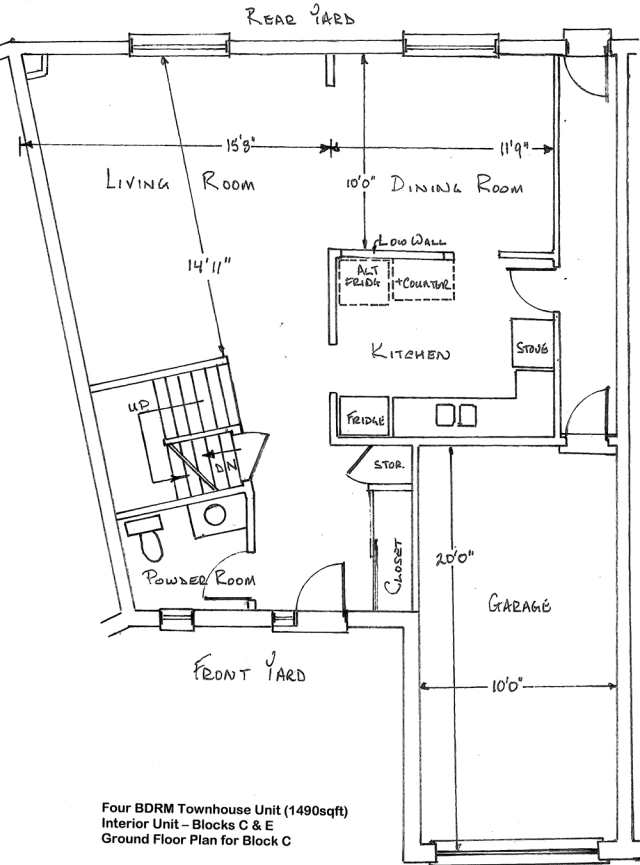 REAR YARD
15'8"
11'9"
LIVING ROOM
10'0"
DINING ROOM
LOW WALL
14'11"
ALT
FRIDG
+COUNTER
KITCHEN
STOVE
UP
FRIDGE
DN
STOR.
POWDER ROOM
CLOSET
20'0"
GARAGE
FRONT YARD
10'0"
Four BDRM Townhouse Unit (1490sqft)
Interior Unit – Blocks C & E
Ground Floor Plan for Block C